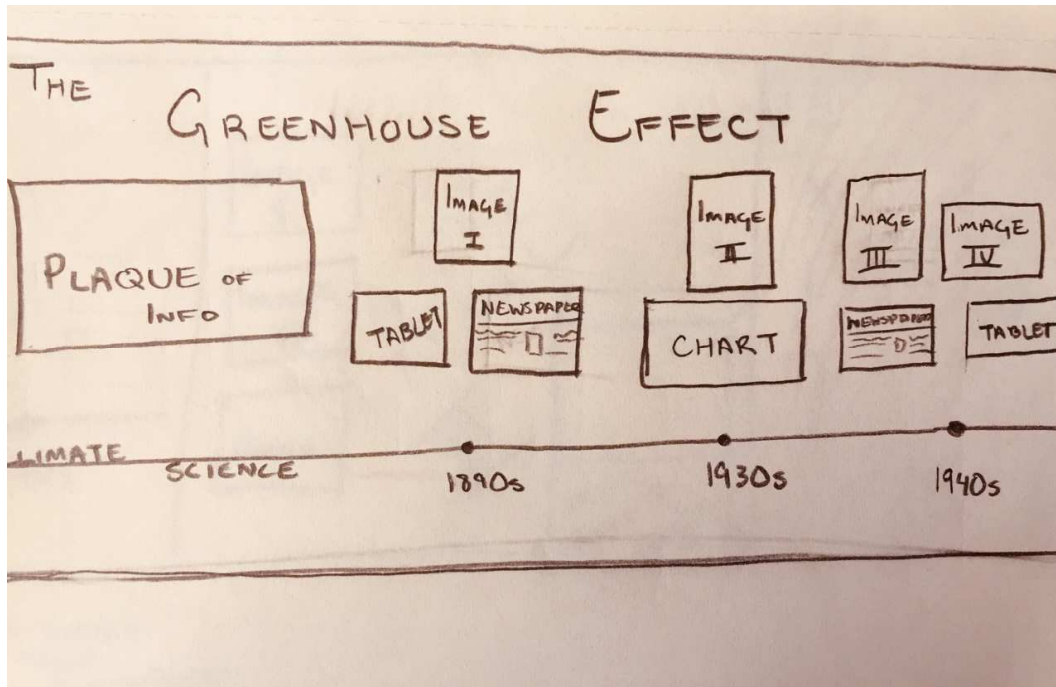 THE
GREENHOUSE EFFECT
PLAQUE OF
INFO
IMAGE
I
TABLET
NEWSPAPER
IMAGE
II
CHART
IMAGE
III
IMAGE
IV
NEWSPAPER
TABLET
LIMATE SCIENCE
1890s
1930s
1940s